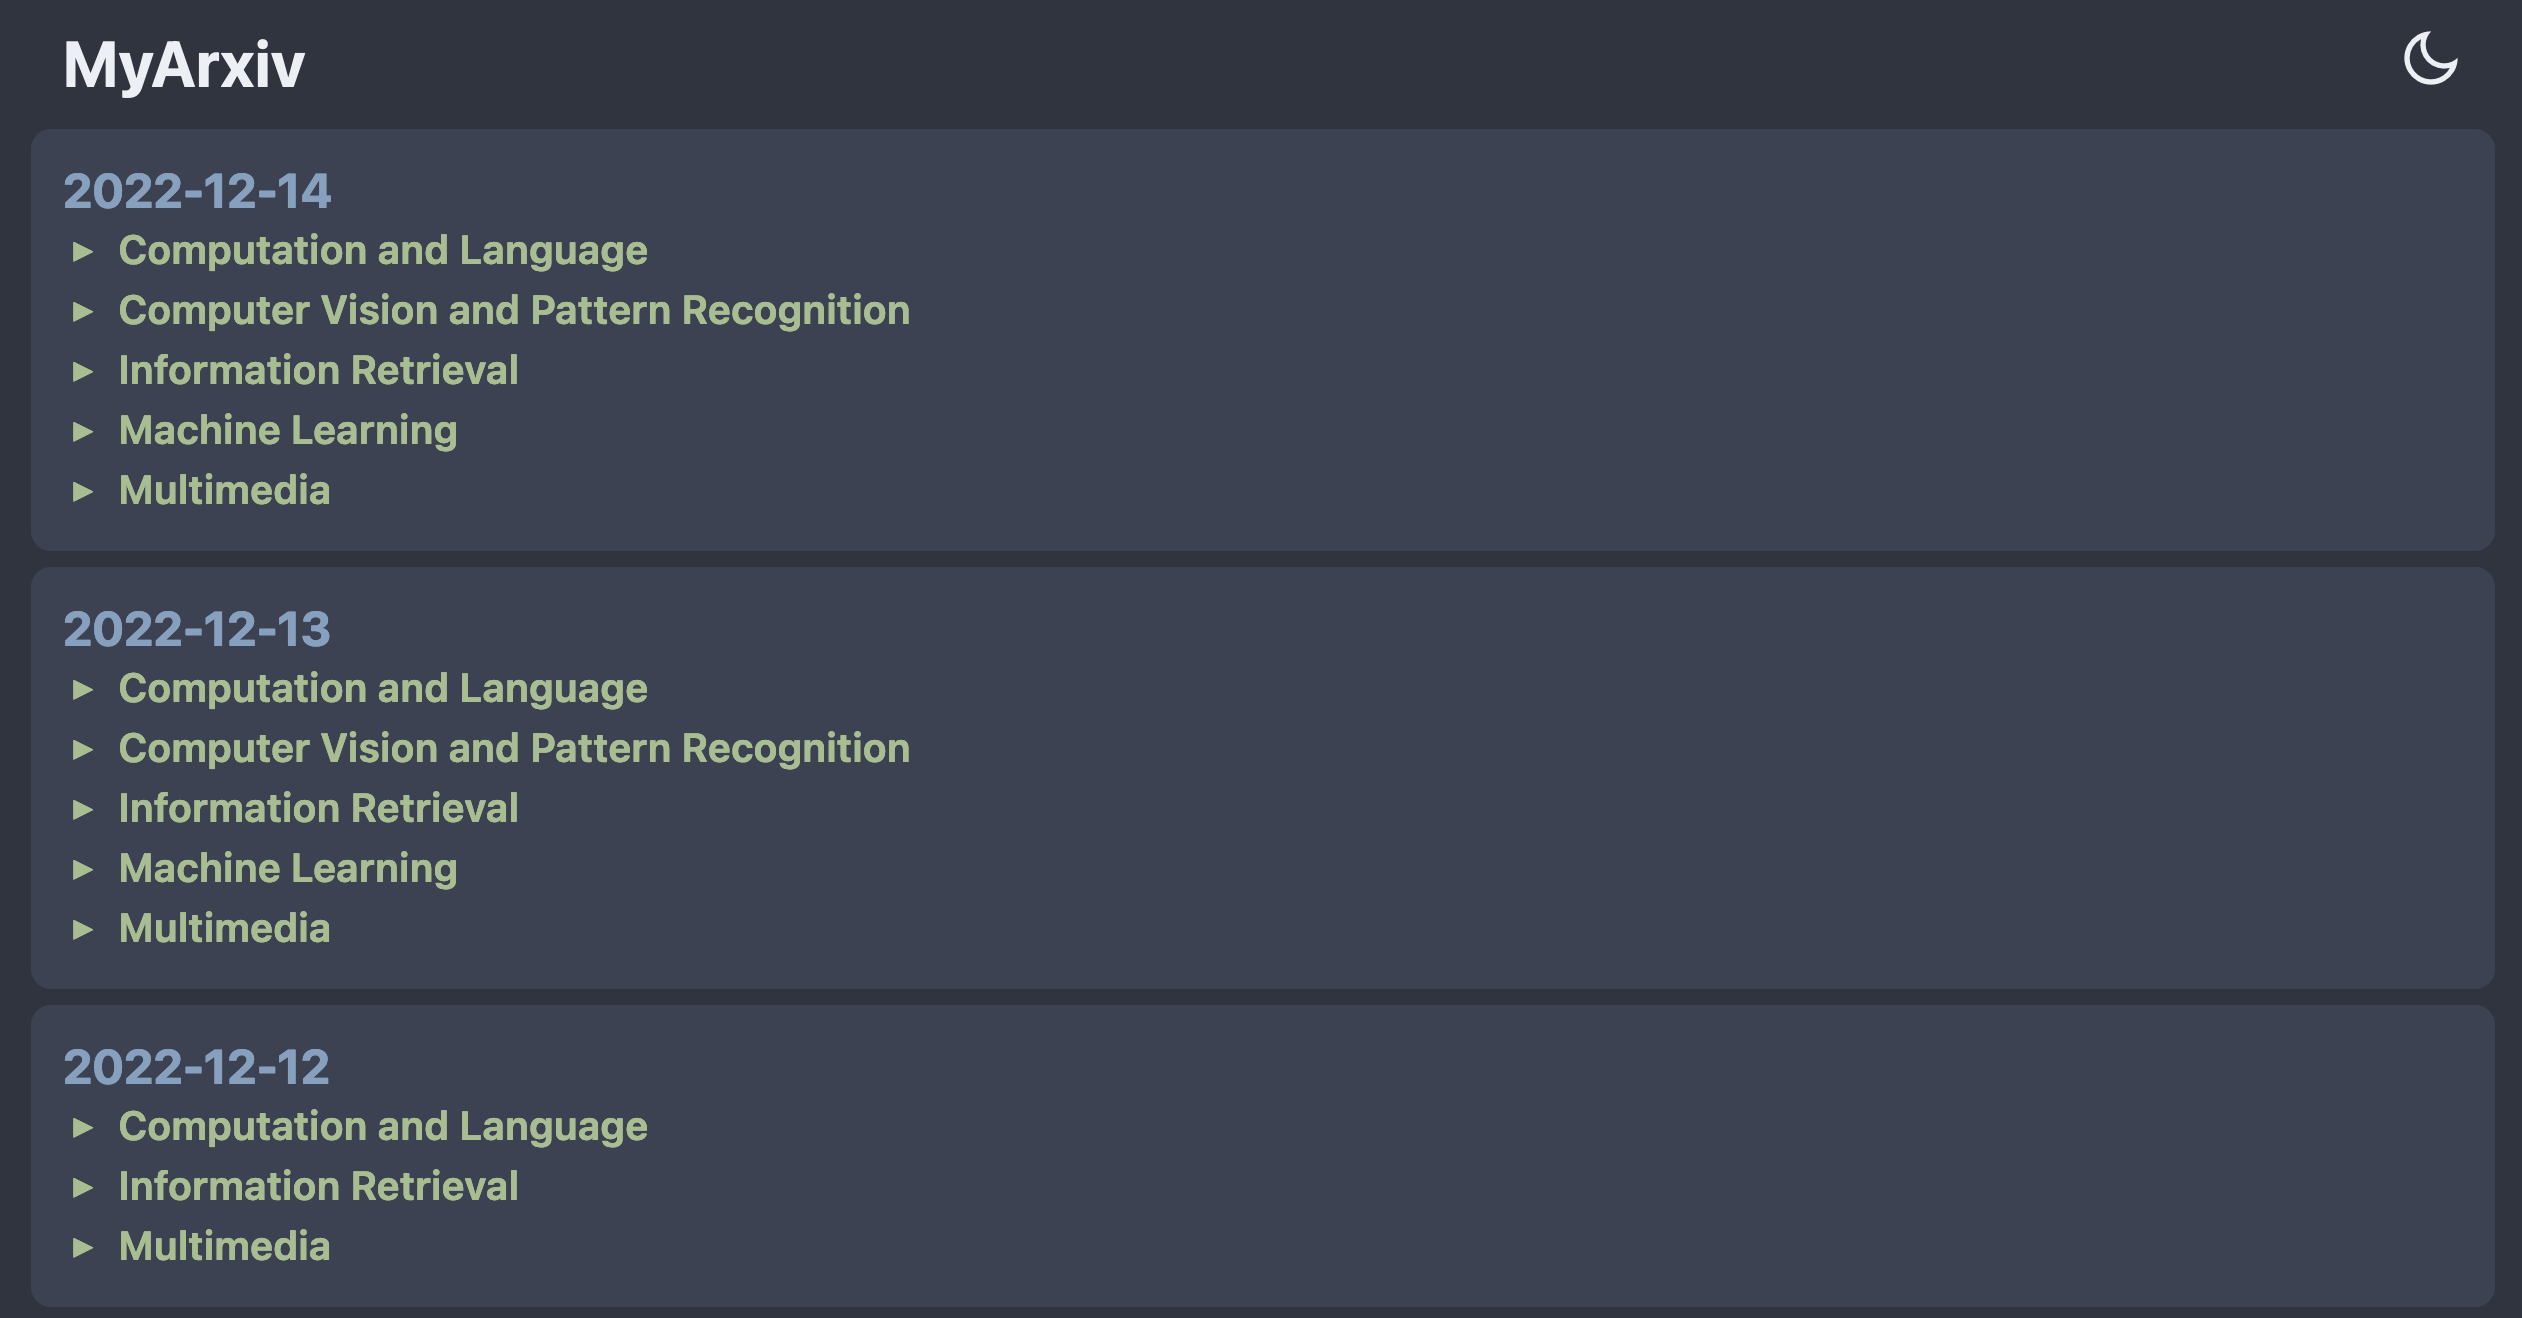 MyArxiv
2022-12-14
Computation and Language
Computer Vision and Pattern Recognition
Information Retrieval
Machine Learning
Multimedia
2022-12-13
Computation and Language
Computer Vision and Pattern Recognition
Information Retrieval
Machine Learning
Multimedia
2022-12-12
Computation and Language
Information Retrieval
Multimedia